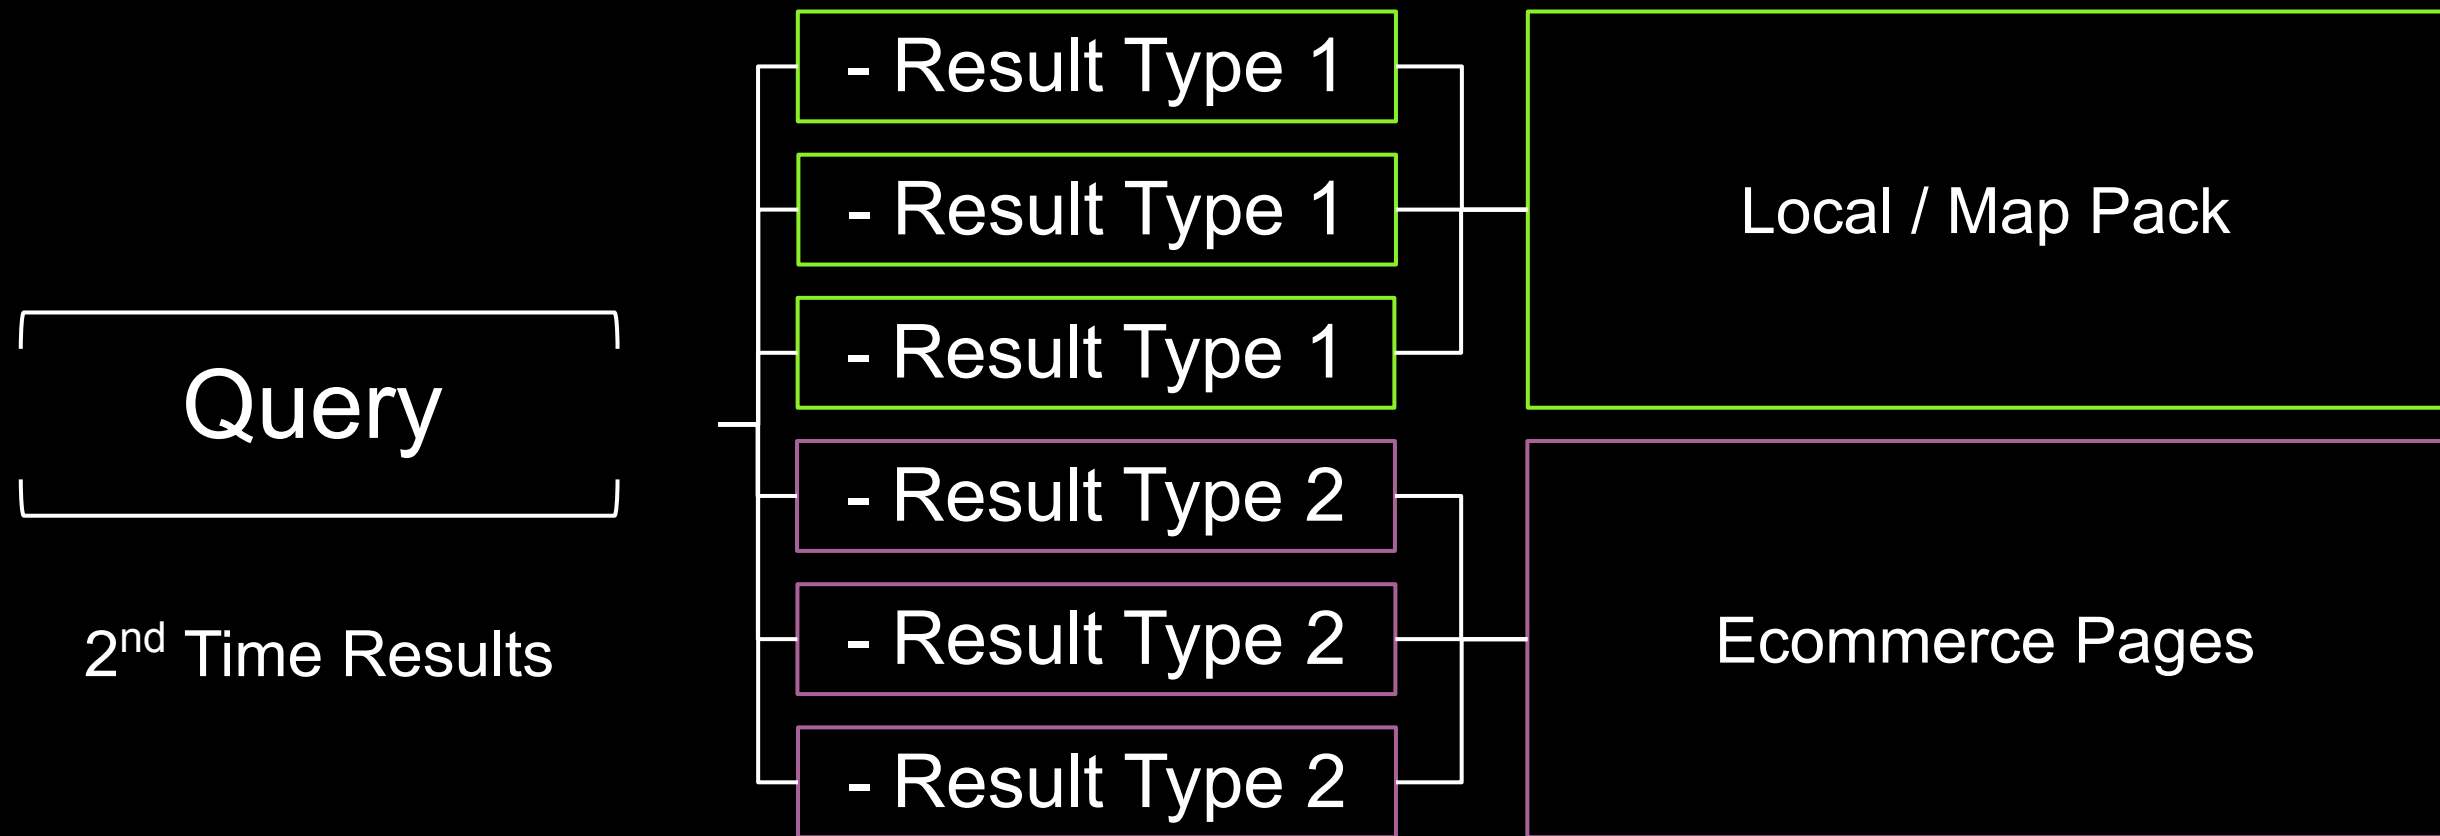 Query
2nd Time Results
- Result Type 1
- Result Type 1
- Result Type 1
- Result Type 2
- Result Type 2
- Result Type 2
Local / Map Pack
Ecommerce Pages